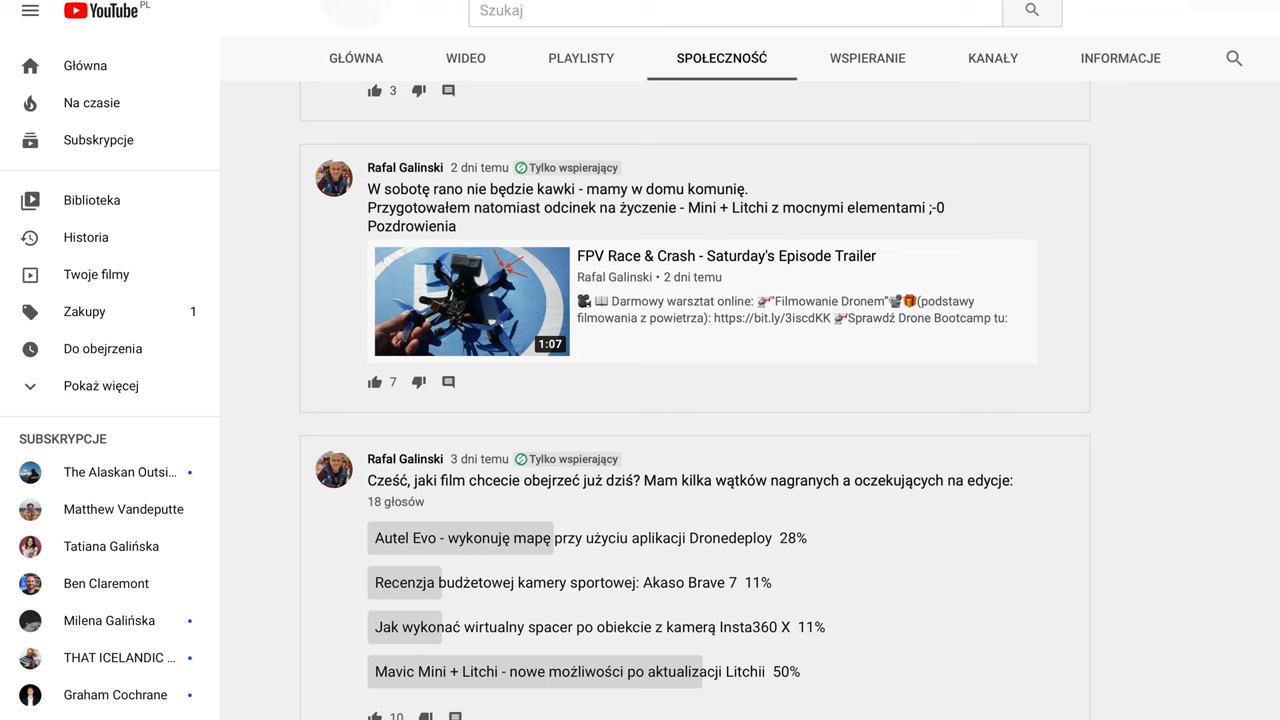 YouTube PL
Szukaj
GŁÓWNA
WIDEO
PLAYLISTY
SPOŁECZNOŚĆ
WSPIERANIE
KANAŁY
INFORMACJE
Główna
Na czasie
Subskrypcje
Biblioteka
Historia
Twoje filmy
Zakupy 1
Do obejrzenia
Pokaż więcej
SUBSKRYPCJE
The Alaskan Outsi...
Matthew Vandeputte
Tatiana Galińska
Ben Claremont
Milena Galińska
THAT ICELANDIC ...
Graham Cochrane
3
Rafal Galinski 2 dni temu Tylko wspierający
W sobotę rano nie będzie kawki - mamy w domu komunię.
Przygotowałem natomiast odcinek na życzenie - Mini + Litchi z mocnymi elementami ;-0
Pozdrowienia
1:07
FPV Race & Crash - Saturday's Episode Trailer
Rafal Galinski • 2 dni temu
🎥 📖 Darmowy warsztat online: 🚁"Filmowanie Dronem"📽🎁(podstawy
filmowania z powietrza): https://bit.ly/3iscdKK 🚁Sprawdź Drone Bootcamp tu:
7
Rafal Galinski 3 dni temu Tylko wspierający
Cześć, jaki film chcecie obejrzeć już dziś? Mam kilka wątków nagranych a oczekujących na edycje:
18 głosów
Autel Evo - wykonuję mapę przy użyciu aplikacji Dronedeploy 28%
Recenzja budżetowej kamery sportowej: Akaso Brave 7 11%
Jak wykonać wirtualny spacer po obiekcie z kamerą Insta360 X 11%
Mavic Mini + Litchi - nowe możliwości po aktualizacji Litchii 50%
10